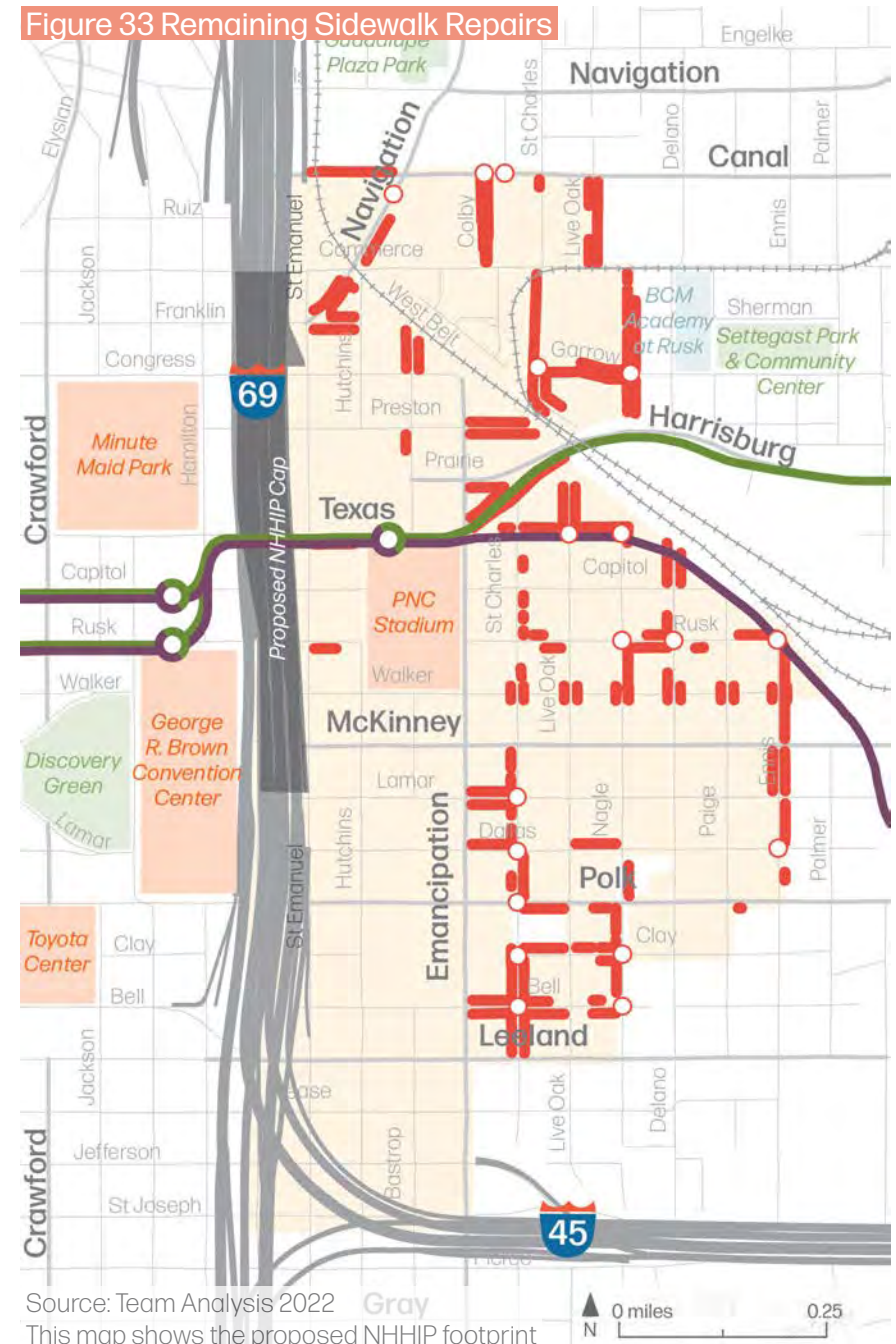 Figure 33 Remaining Sidewalk Repairs
Engelke
Guadalupe
Plaza Park
Navigation
Elysian
St Charles
Delano
Palmer
Canal
Navigation
Ruiz
St Emanuel
Colby
Live Oak
Ennis
Commerce
Jackson
Franklin
West Belt
BCM
Academy
at Rusk
Sherman
Settegast Park
& Community
Center
Congress
Garrow
69
Hutchins
Preston
Harrisburg
Crawford
Minute
Maid Park
Hamilton
Prairie
Proposed NHHIP Cap
Texas
Capitol
Capitol
PNC
Stadium
St Charles
Rusk
Rusk
Walker
Walker
Live Oak
McKinney
George
R. Brown
Convention
Center
Discovery
Green
Lamar
Lamar
Ennis
Emancipation
Dallas
Nagle
Paige
Hutchins
Palmer
Polk
St Emanuel
Toyota
Center
Clay
Clay
Bell
Bell
Leeland
Jackson
ease
Live Oak
Delano
Crawford
Jefferson
Bastrop
St Joseph
45
Pierce
Source: Team Analysis 2022
Gray
N
0 miles
0.25
This map shows the proposed NHHIP footprint